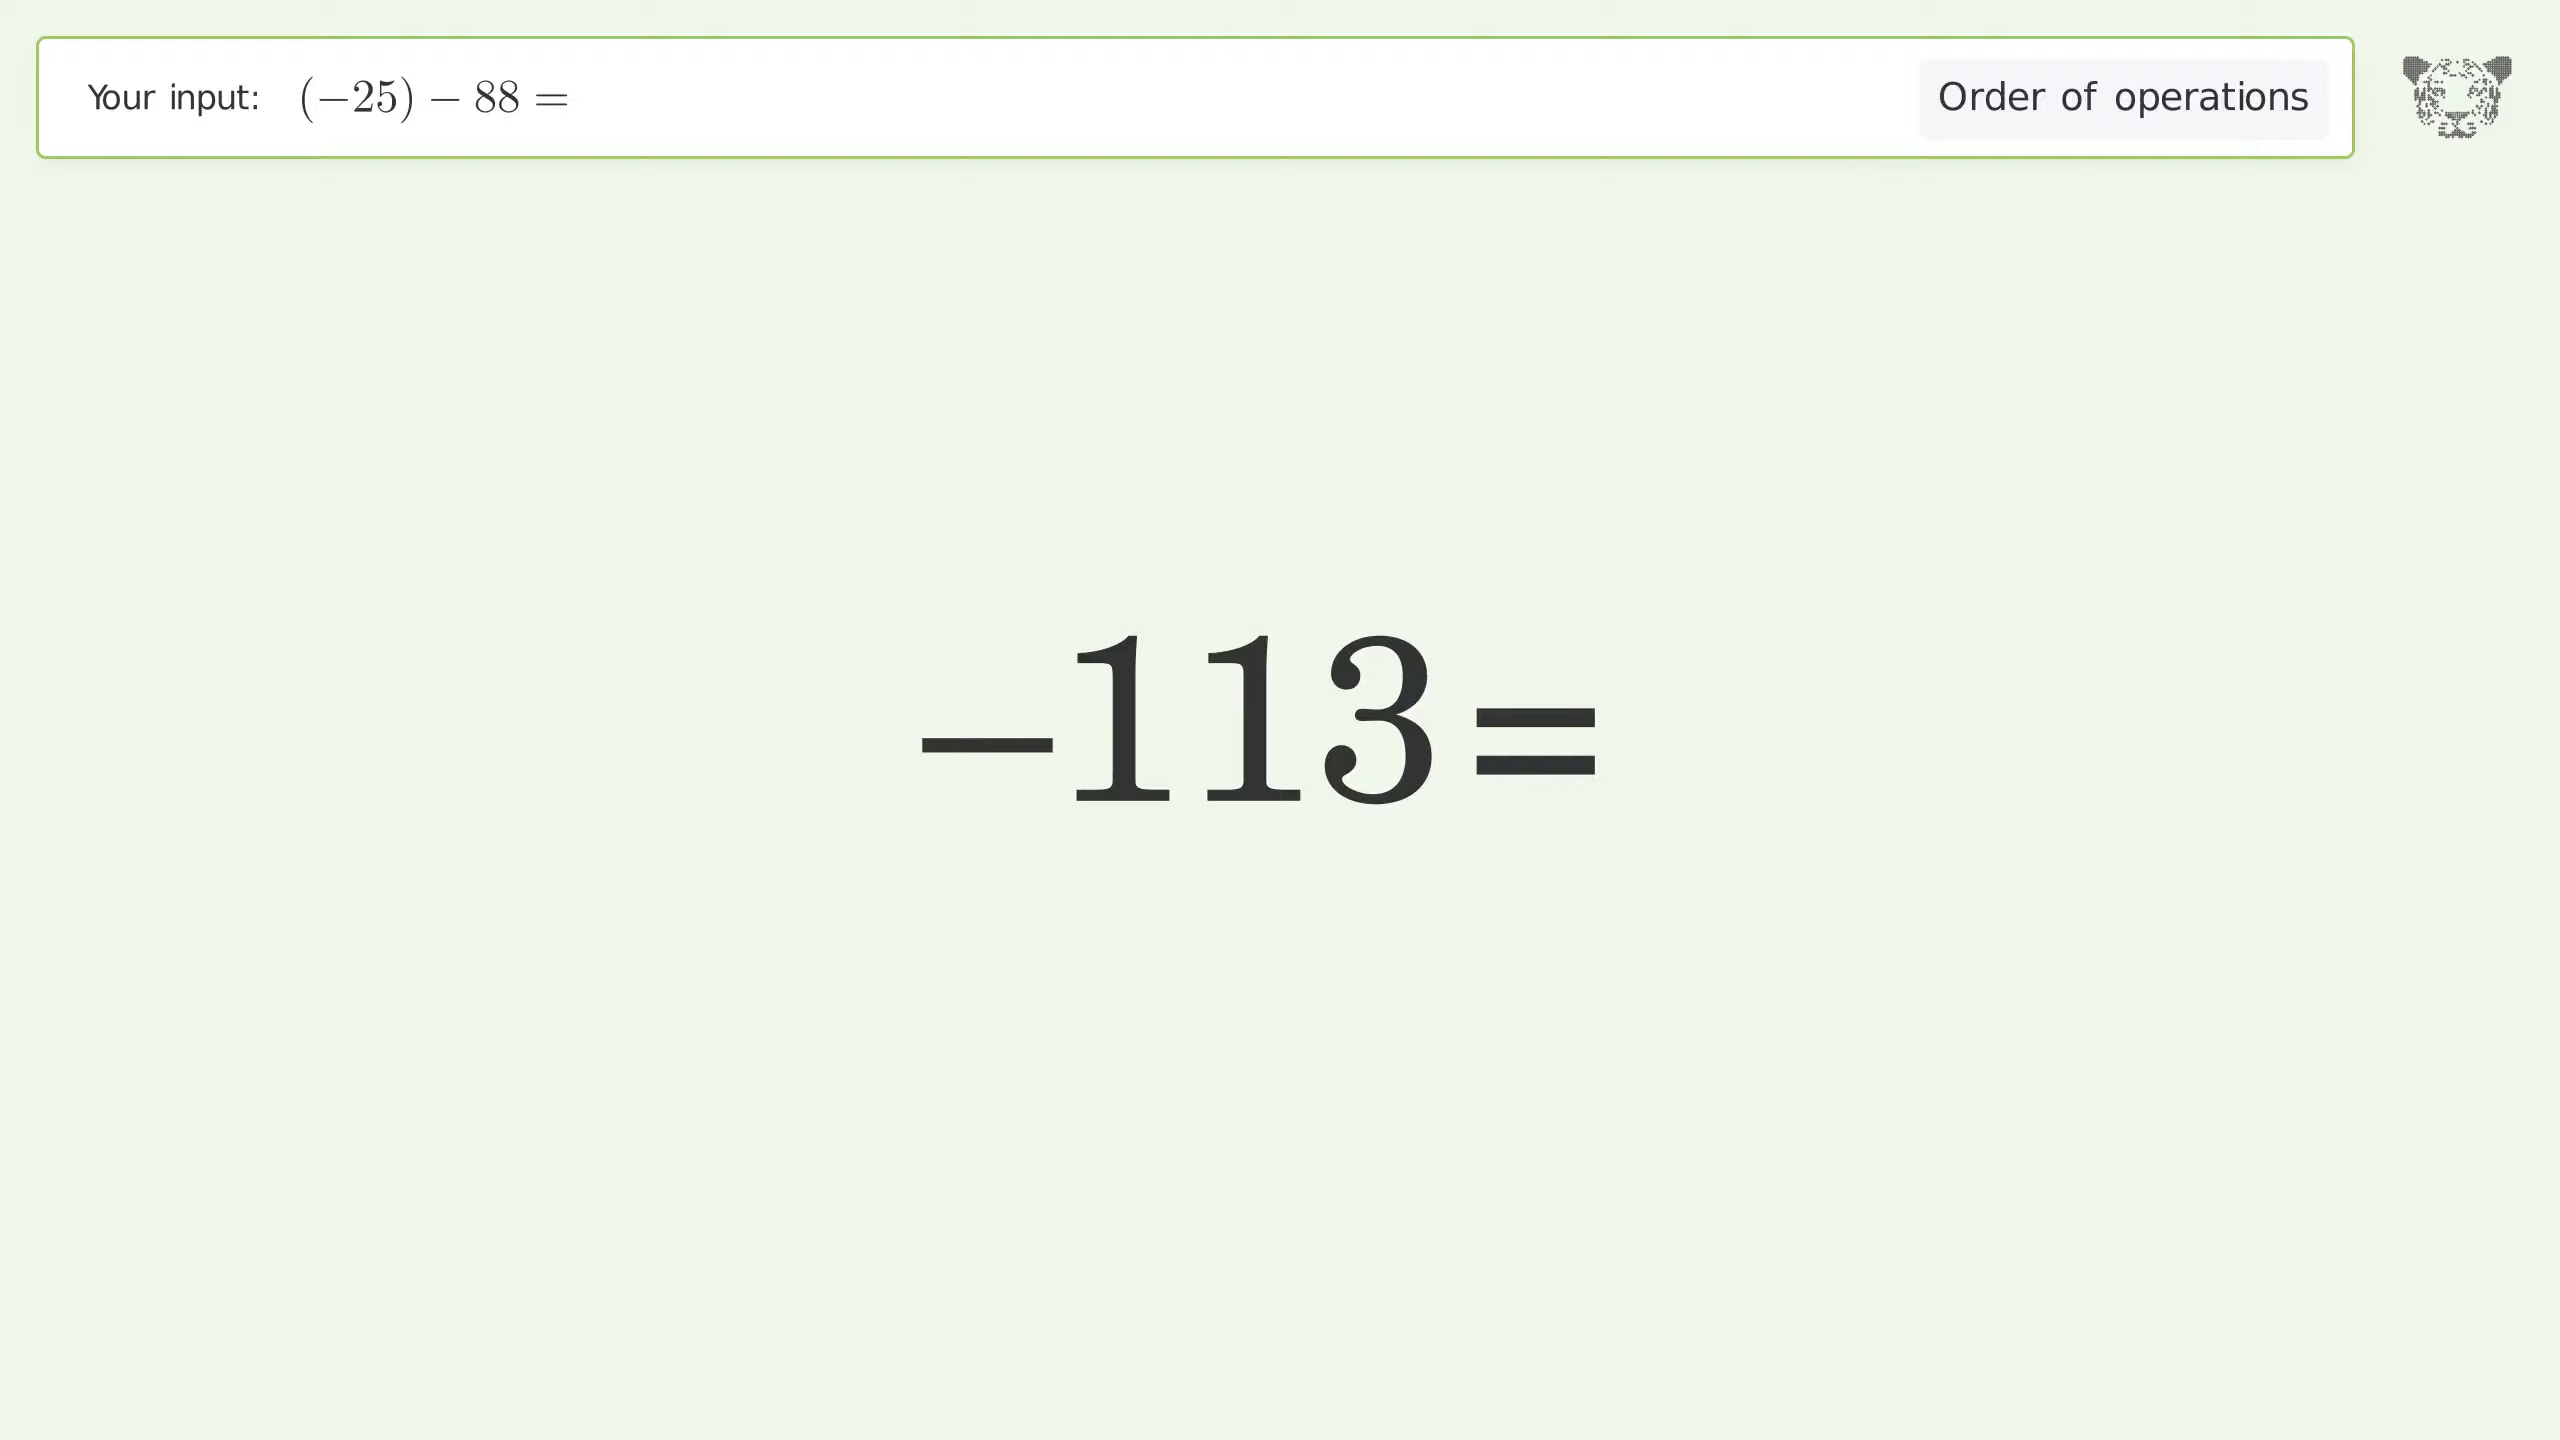 Your input: (−25) − 88 =
Order of operations
−113=